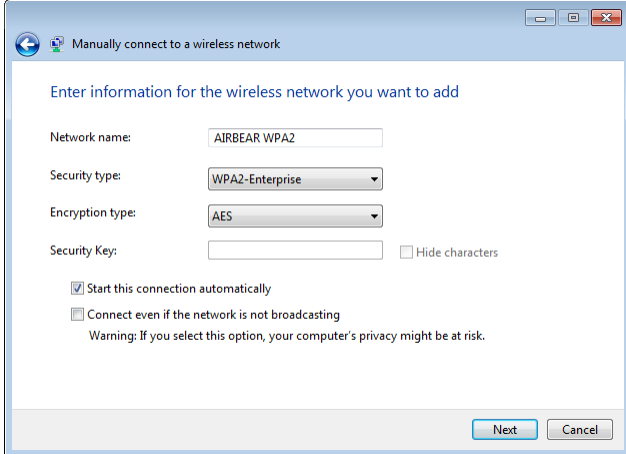 Manually connect to a wireless network
Enter information for the wireless network you want to add
Network name: AIRBEAR WPA2
Security type: WPA2-Enterprise
Encryption type: AES
Security Key: Hide characters
Start this connection automatically
Connect even if the network is not broadcasting
Warning: If you select this option, your computer's privacy might be at risk.
Next Cancel